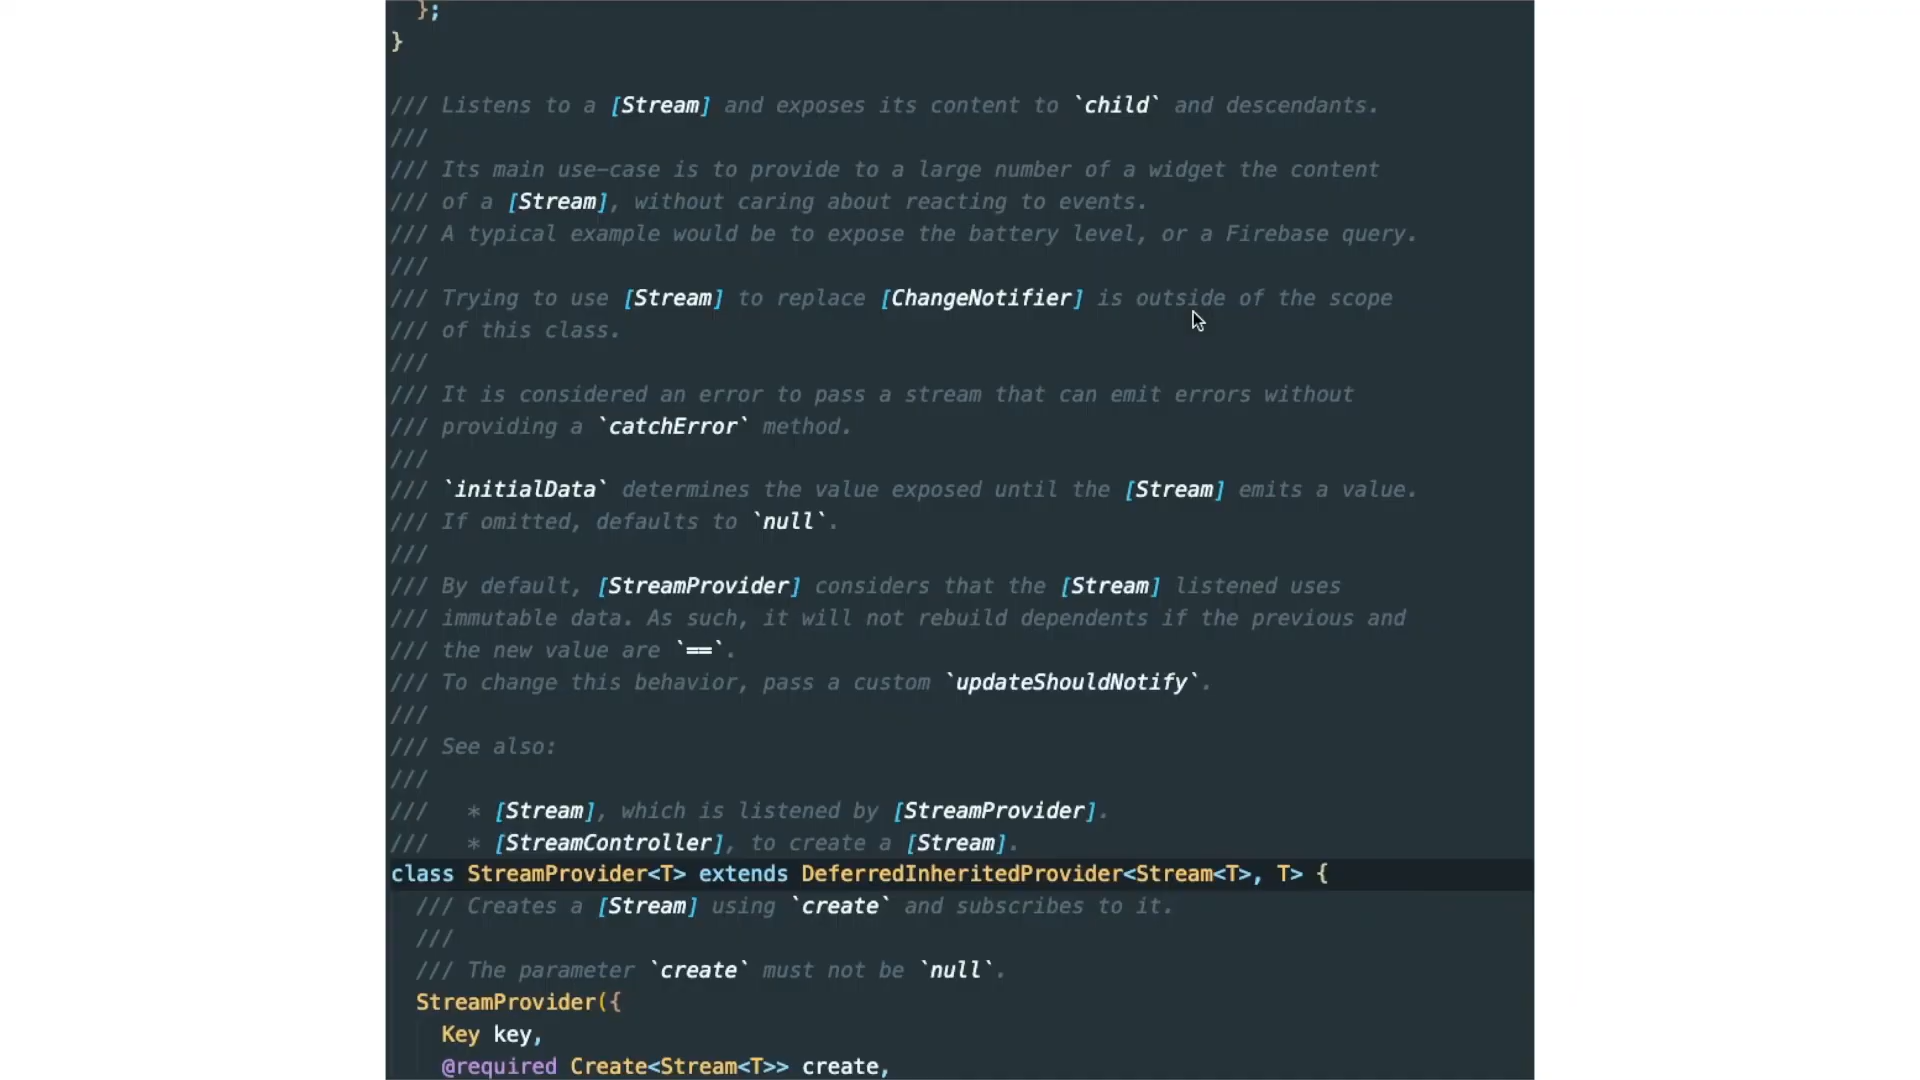 };
}
/// Listens to a [Stream] and exposes its content to `child` and descendants.
///
/// Its main use-case is to provide to a large number of a widget the content
/// of a [Stream], without caring about reacting to events.
/// A typical example would be to expose the battery level, or a Firebase query.
///
/// Trying to use [Stream] to replace [ChangeNotifier] is outside of the scope
/// of this class.
///
/// It is considered an error to pass a stream that can emit errors without
/// providing a `catchError` method.
///
/// `initialData` determines the value exposed until the [Stream] emits a value.
/// If omitted, defaults to `null`.
///
/// By default, [StreamProvider] considers that the [Stream] listened uses
/// immutable data. As such, it will not rebuild dependents if the previous and
/// the new value are `==`.
/// To change this behavior, pass a custom `updateShouldNotify`.
///
/// See also:
///
///   * [Stream], which is listened by [StreamProvider].
///   * [StreamController], to create a [Stream].
class StreamProvider<T> extends DeferredInheritedProvider<Stream<T>, T> {
/// Creates a [Stream] using `create` and subscribes to it.
///
/// The parameter `create` must not be `null`.
StreamProvider({
Key key,
@required Create<Stream<T>> create,